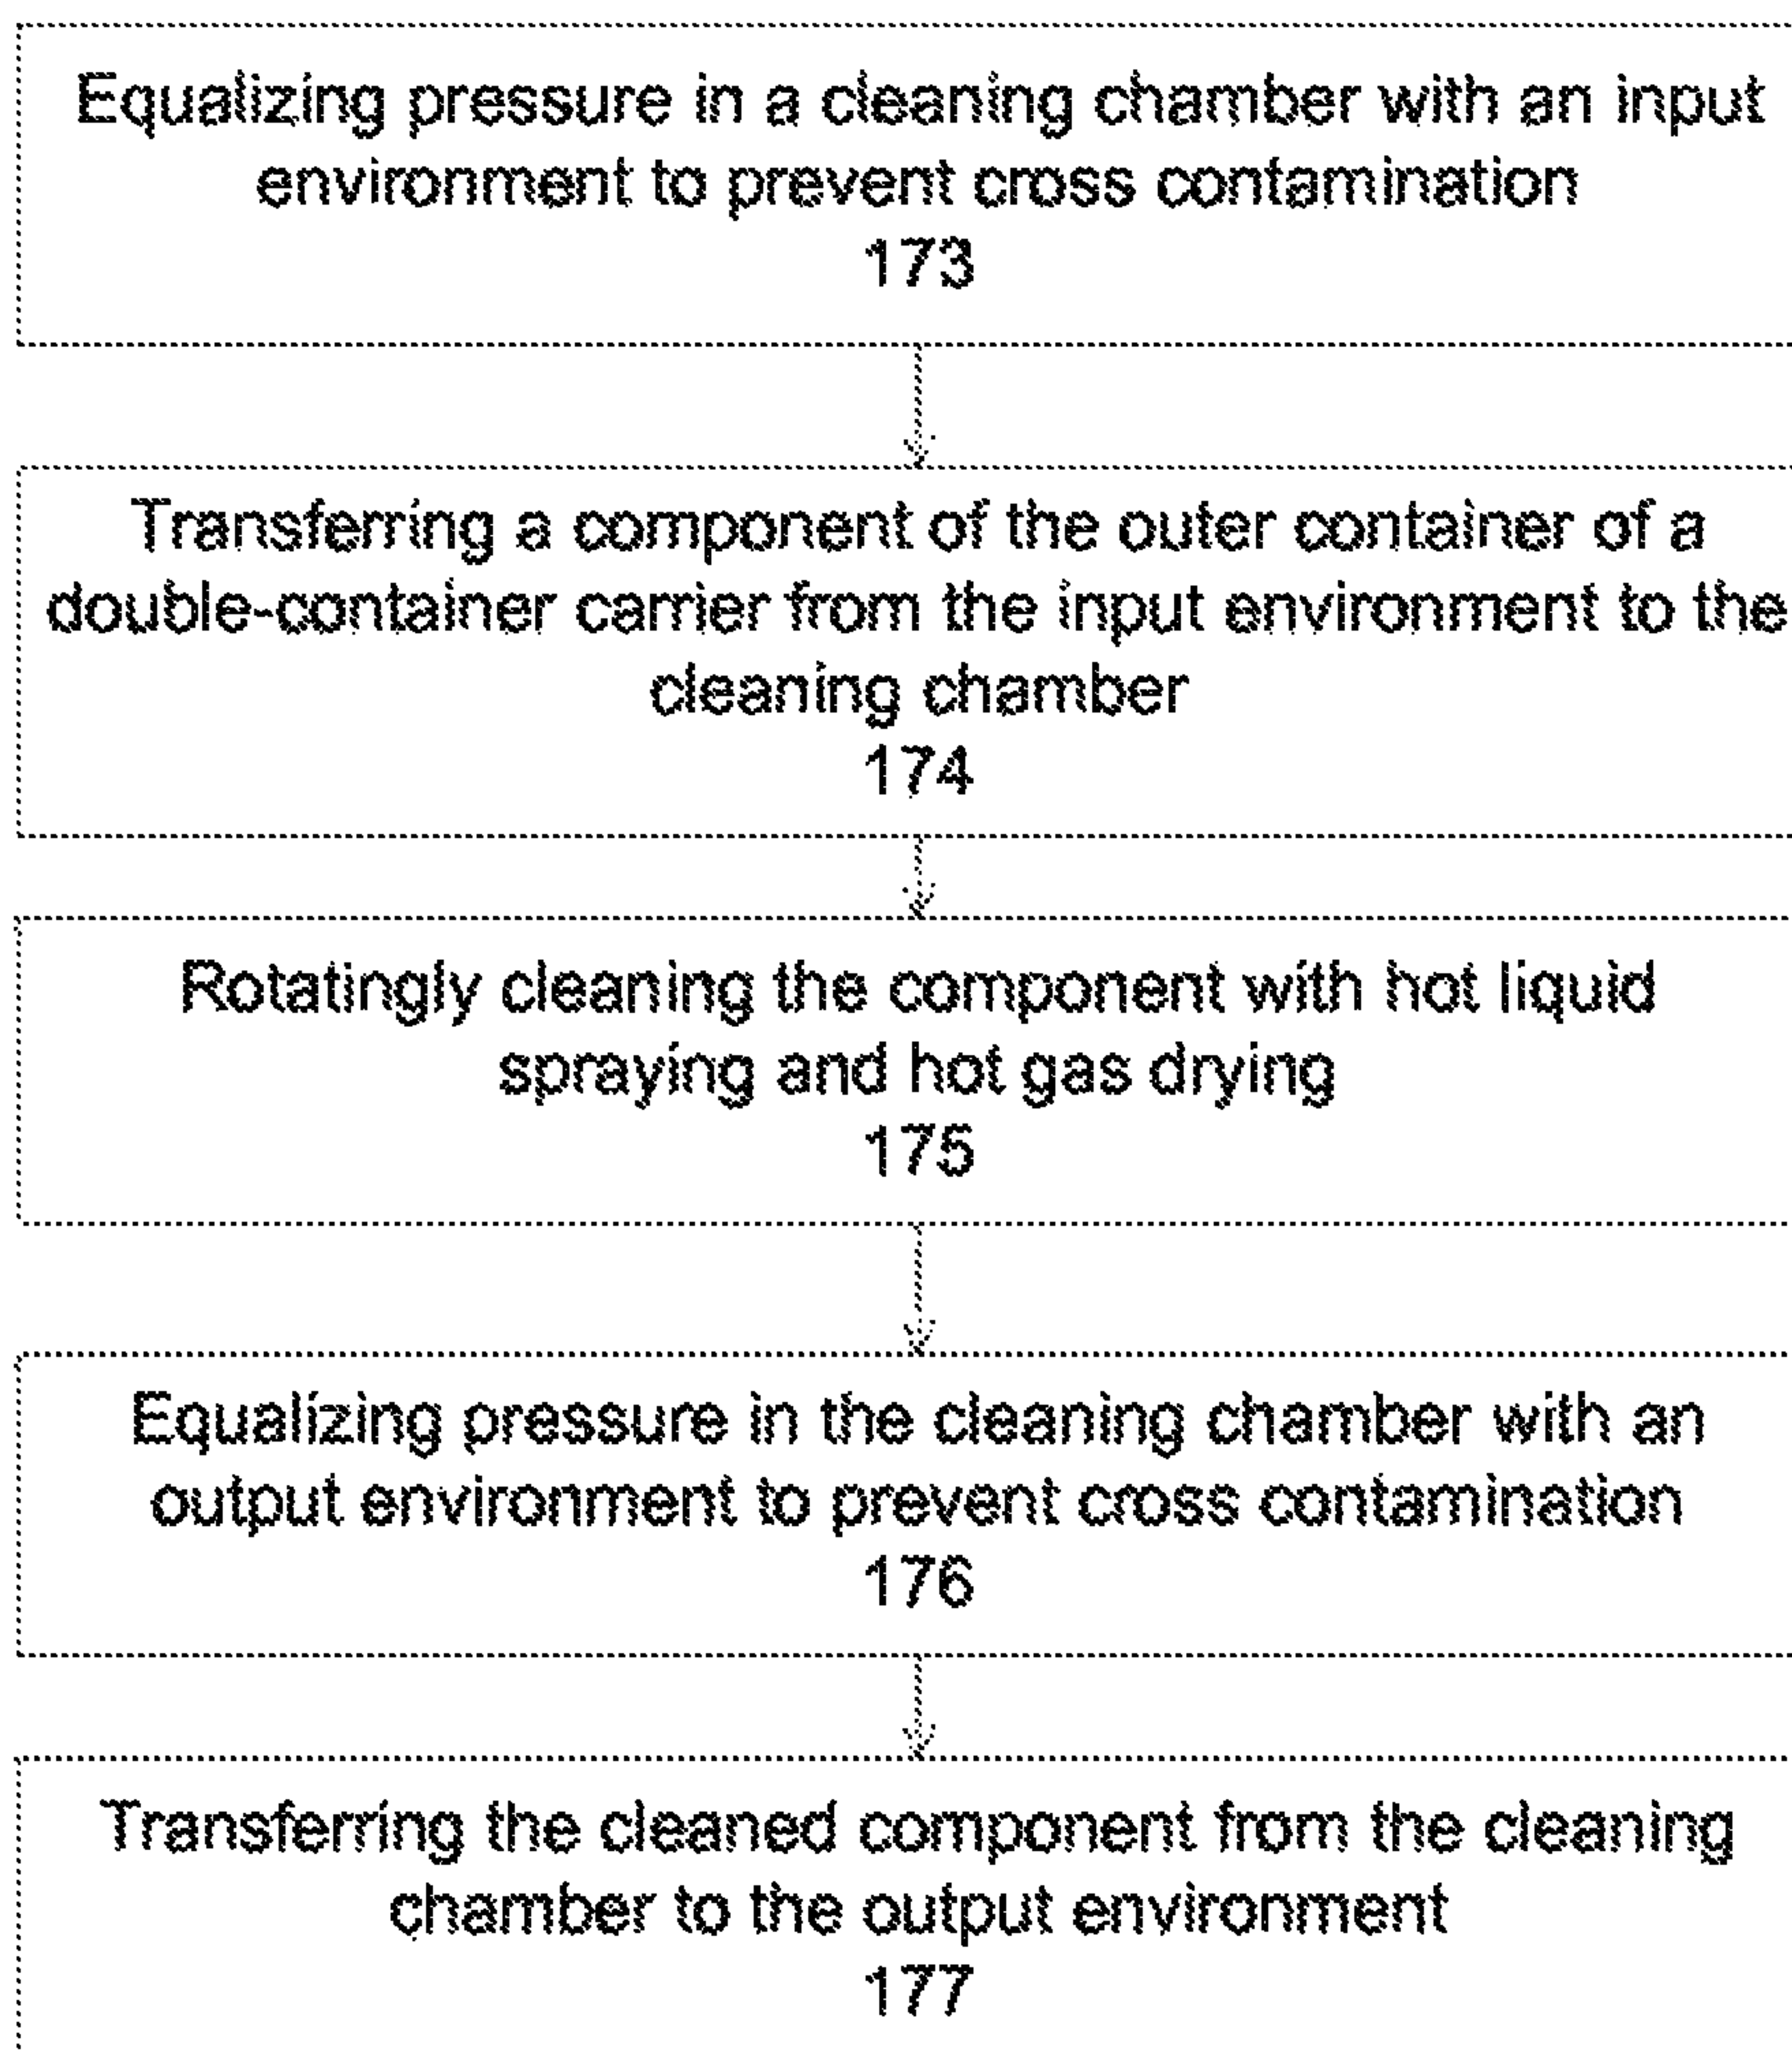 Equalizing pressure in a cleaning chamber with an input
environment to prevent cross contamination
173
Transferring a component of the outer container of a
double-container carrier from the input environment to the
cleaning chamber
174
Rotatingly cleaning the component with hot liquid
spraying and hot gas drying
175
Equalizing pressure in the cleaning chamber with an
output environment to prevent cross contamination
176
Transferring the cleaned component from the cleaning
chamber to the output environment
177